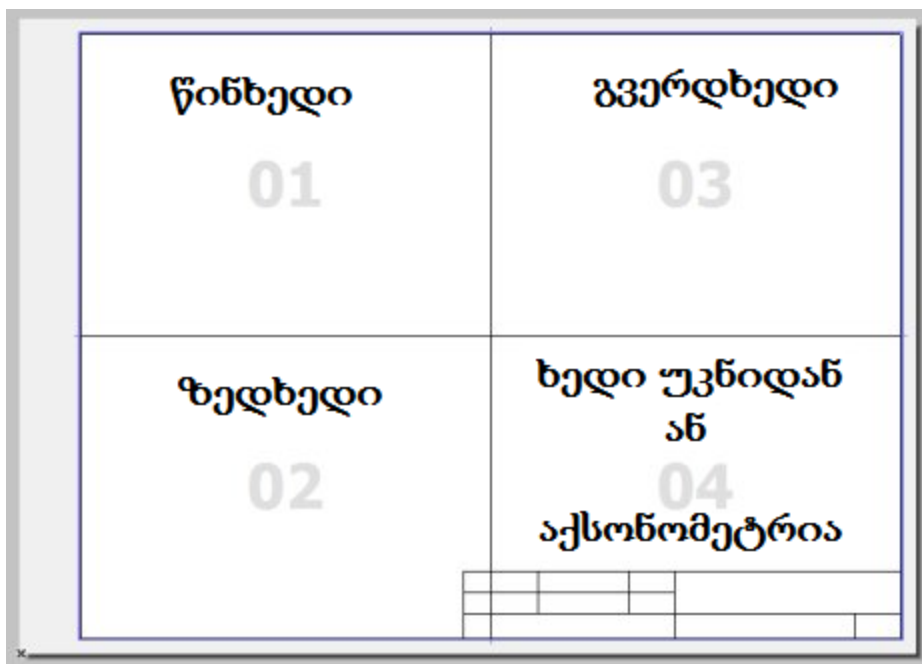 წინხედი
01
გვერდხედი
03
ზედხედი
02
ხედი უკნიდან
ან
04
აქსონომეტრია